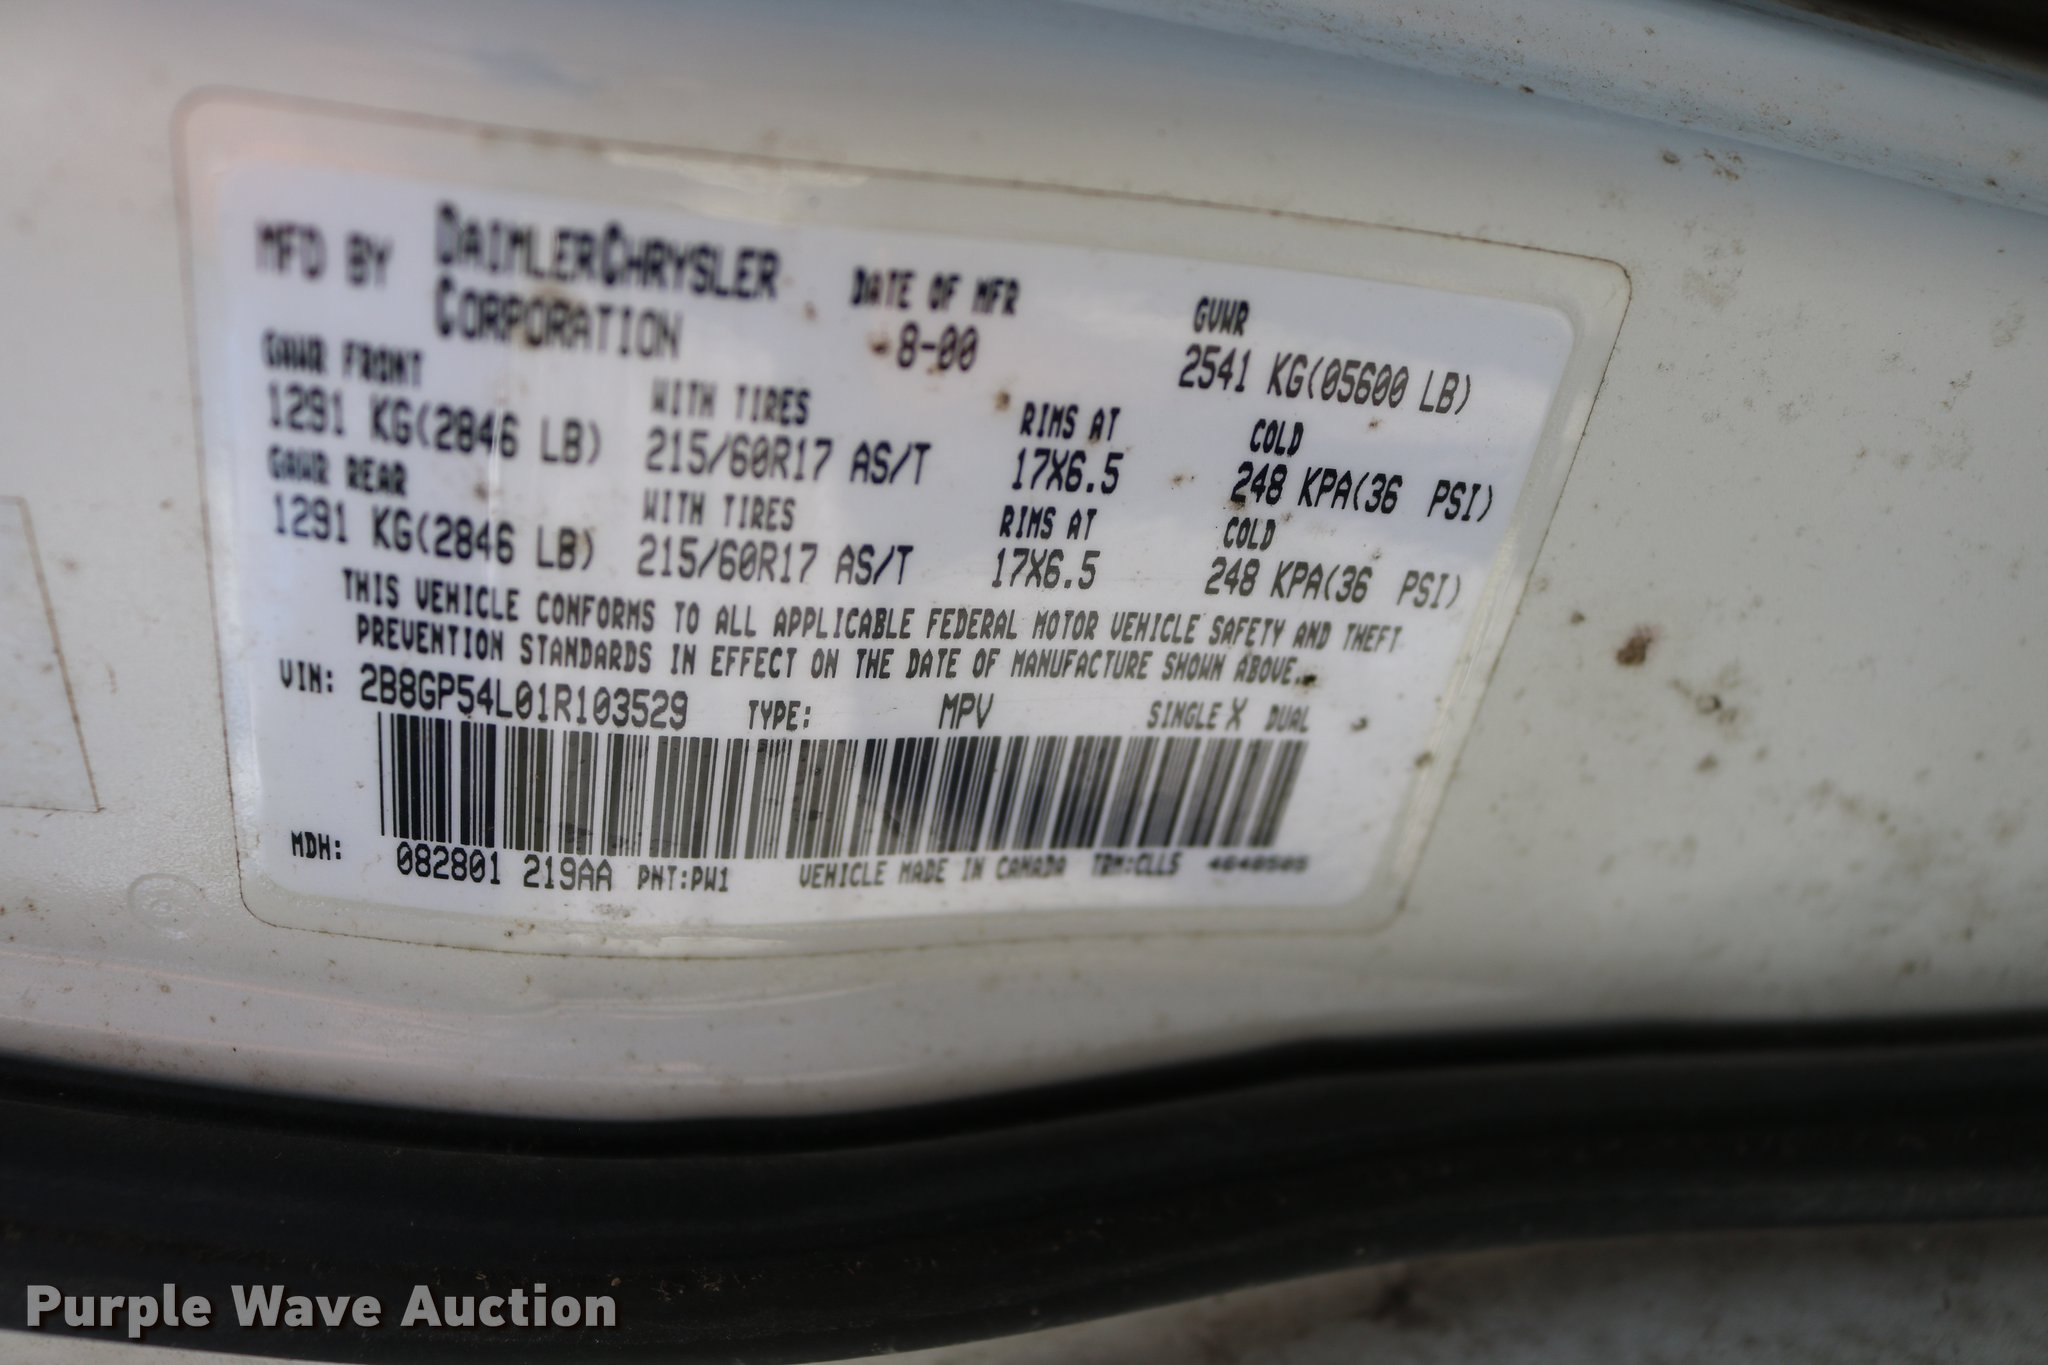 MFD BY DAIMLERCHRYSLER CORPORATION
DATE OF MFR 8-00
GVWR 2541 KG(05600 LB)
GAWR FRONT WITH TIRES RIMS AT COLD
1291 KG(2846 LB) 215/60R17 AS/T 17X6.5 248 KPA(36 PSI)
GAWR REAR WITH TIRES RIMS AT COLD
1291 KG(2846 LB) 215/60R17 AS/T 17X6.5 248 KPA(36 PSI)
THIS VEHICLE CONFORMS TO ALL APPLICABLE FEDERAL MOTOR VEHICLE SAFETY AND THEFT
PREVENTION STANDARDS IN EFFECT ON THE DATE OF MANUFACTURE SHOWN ABOVE.
VIN: 2B8GP54L01R103529 TYPE: MPV SINGLE X DUAL
MDH: 082801 219AA PNT:PW1 VEHICLE MADE IN CANADA TRM:CLL5
Purple Wave Auction